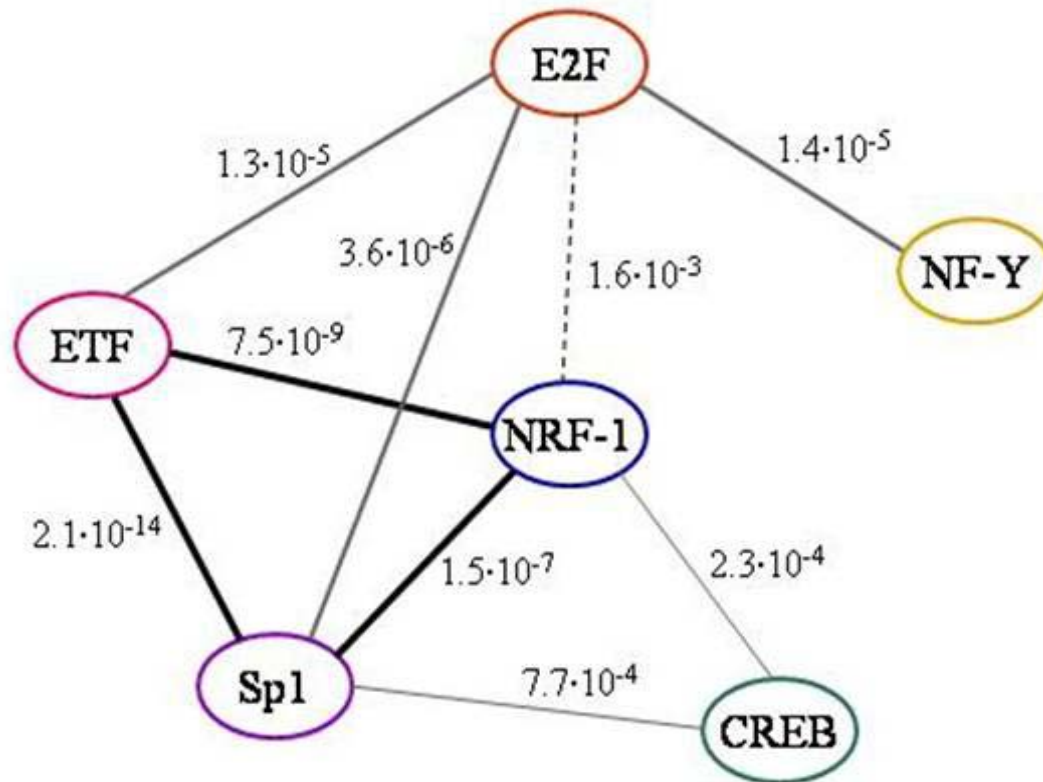 E2F
1.3·10⁻⁵
1.4·10⁻⁵
3.6·10⁻⁶
1.6·10⁻³
NF-Y
ETF
7.5·10⁻⁹
NRF-1
2.1·10⁻¹⁴
1.5·10⁻⁷
2.3·10⁻⁴
Sp1
7.7·10⁻⁴
CREB